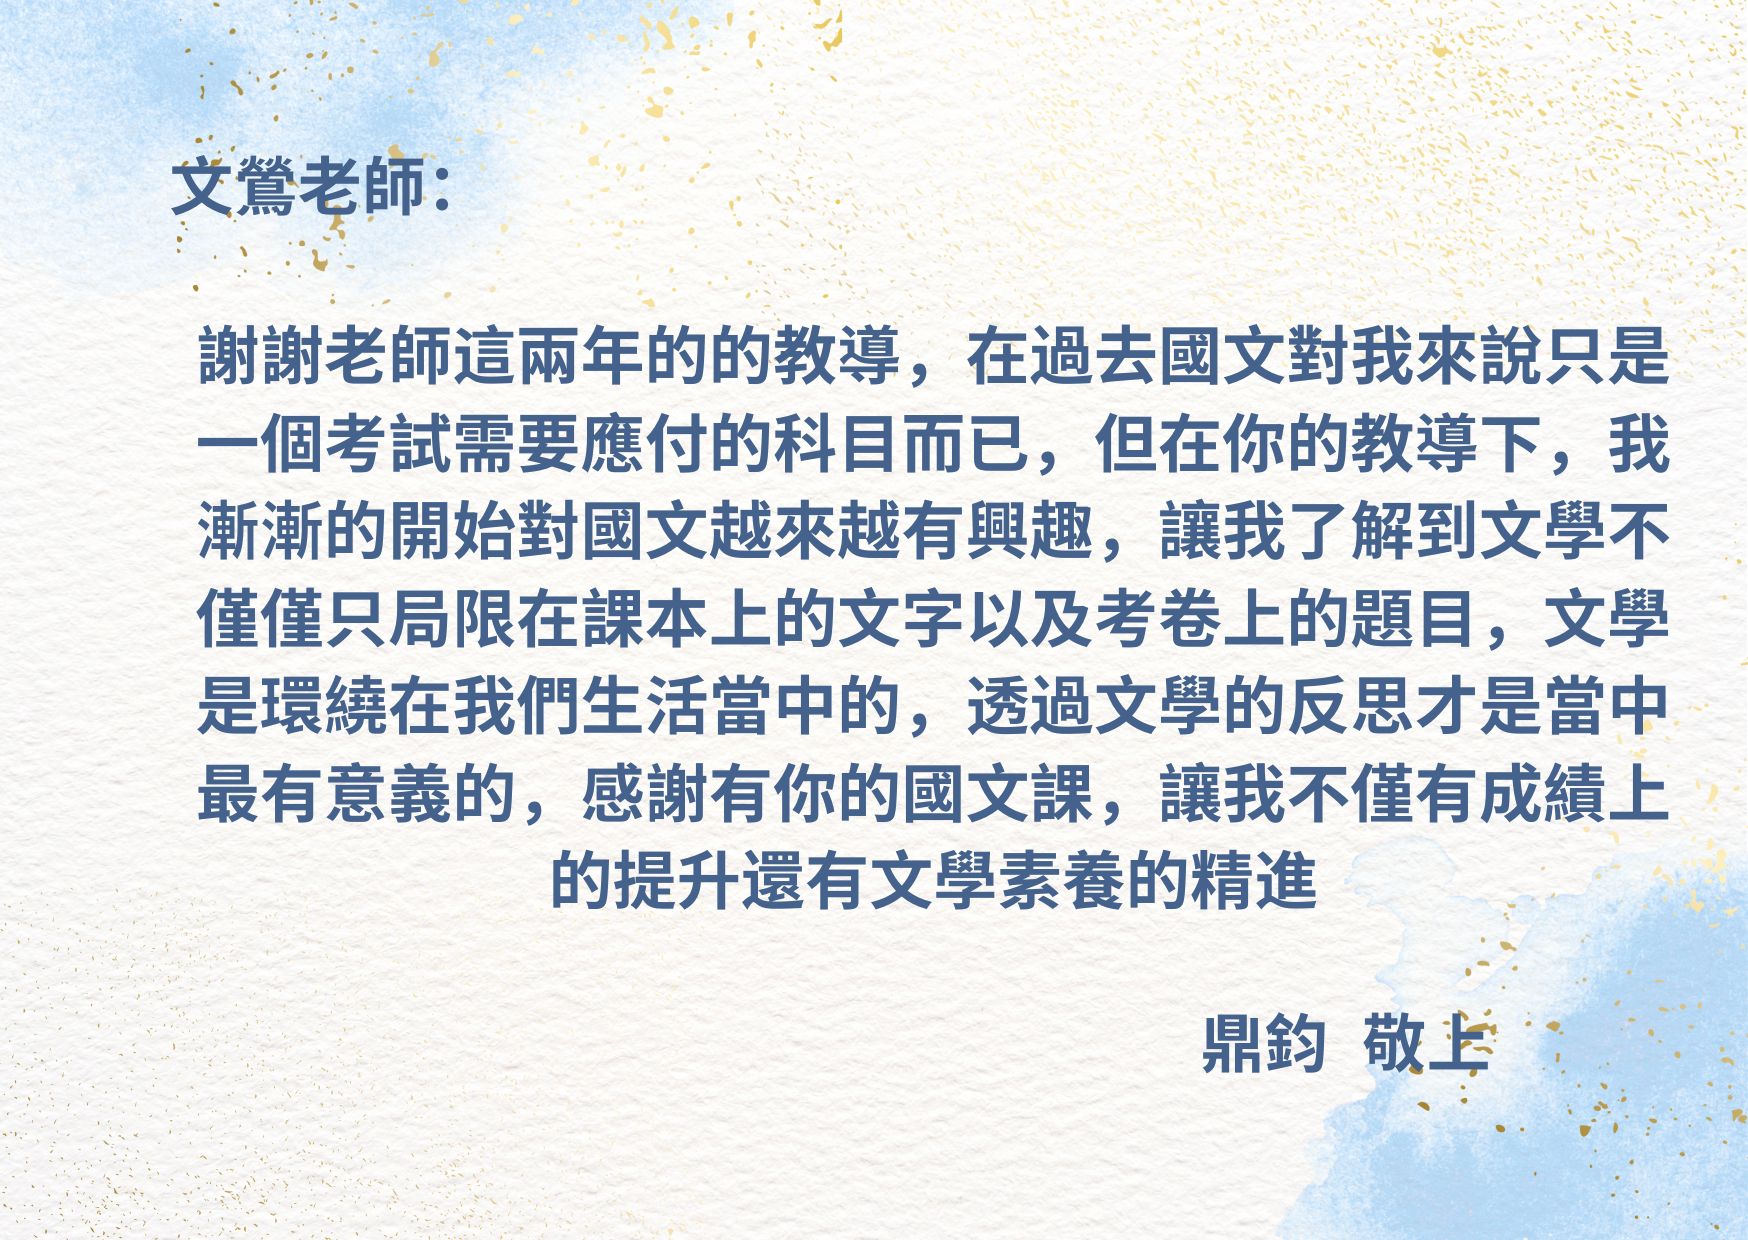 文鶯老師：
謝謝老師這兩年的的教導，在過去國文對我來說只是
一個考試需要應付的科目而已，但在你的教導下，我
漸漸的開始對國文越來越有興趣，讓我了解到文學不
僅僅只局限在課本上的文字以及考卷上的題目，文學
是環繞在我們生活當中的，透過文學的反思才是當中
最有意義的，感謝有你的國文課，讓我不僅有成績上
的提升還有文學素養的精進
鼎鈞 敬上